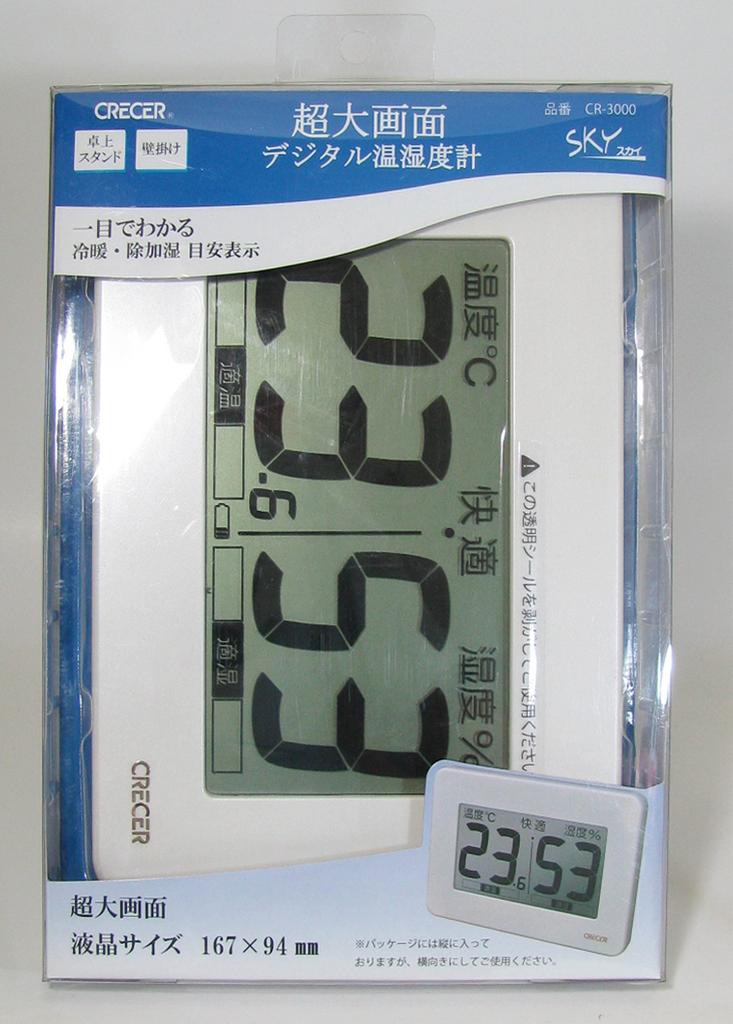 CRECER®
超大画面
品番 CR-3000
卓上
スタンド
壁掛け
デジタル温湿度計
SKY スカイ
一目でわかる
冷暖・除加湿 目安表示
温度℃
23.6
適温
快適
湿度%
53
適湿
⚠この透明シールを剥がしてご使用ください
CRECER
温度℃ 快適 湿度%
23.6 53
CRECER
超大画面
液晶サイズ 167×94 mm
※パッケージには縦に入って
おりますが、横向きにしてご使用ください。